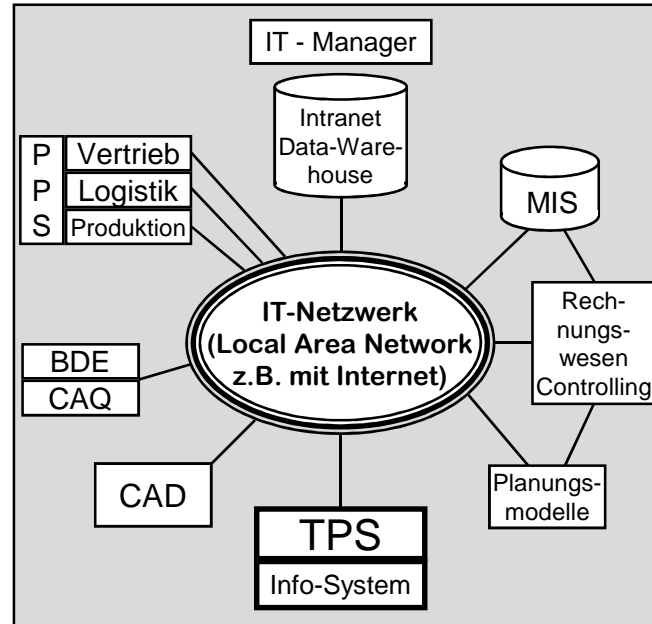 IT - Manager
Intranet
Data-Ware-
house
P Vertrieb
P Logistik
S Produktion
MIS
IT-Netzwerk
(Local Area Network
z.B. mit Internet)
Rech-
nungs-
wesen
Controlling
BDE
CAQ
CAD
Planungs-
modelle
TPS
Info-System